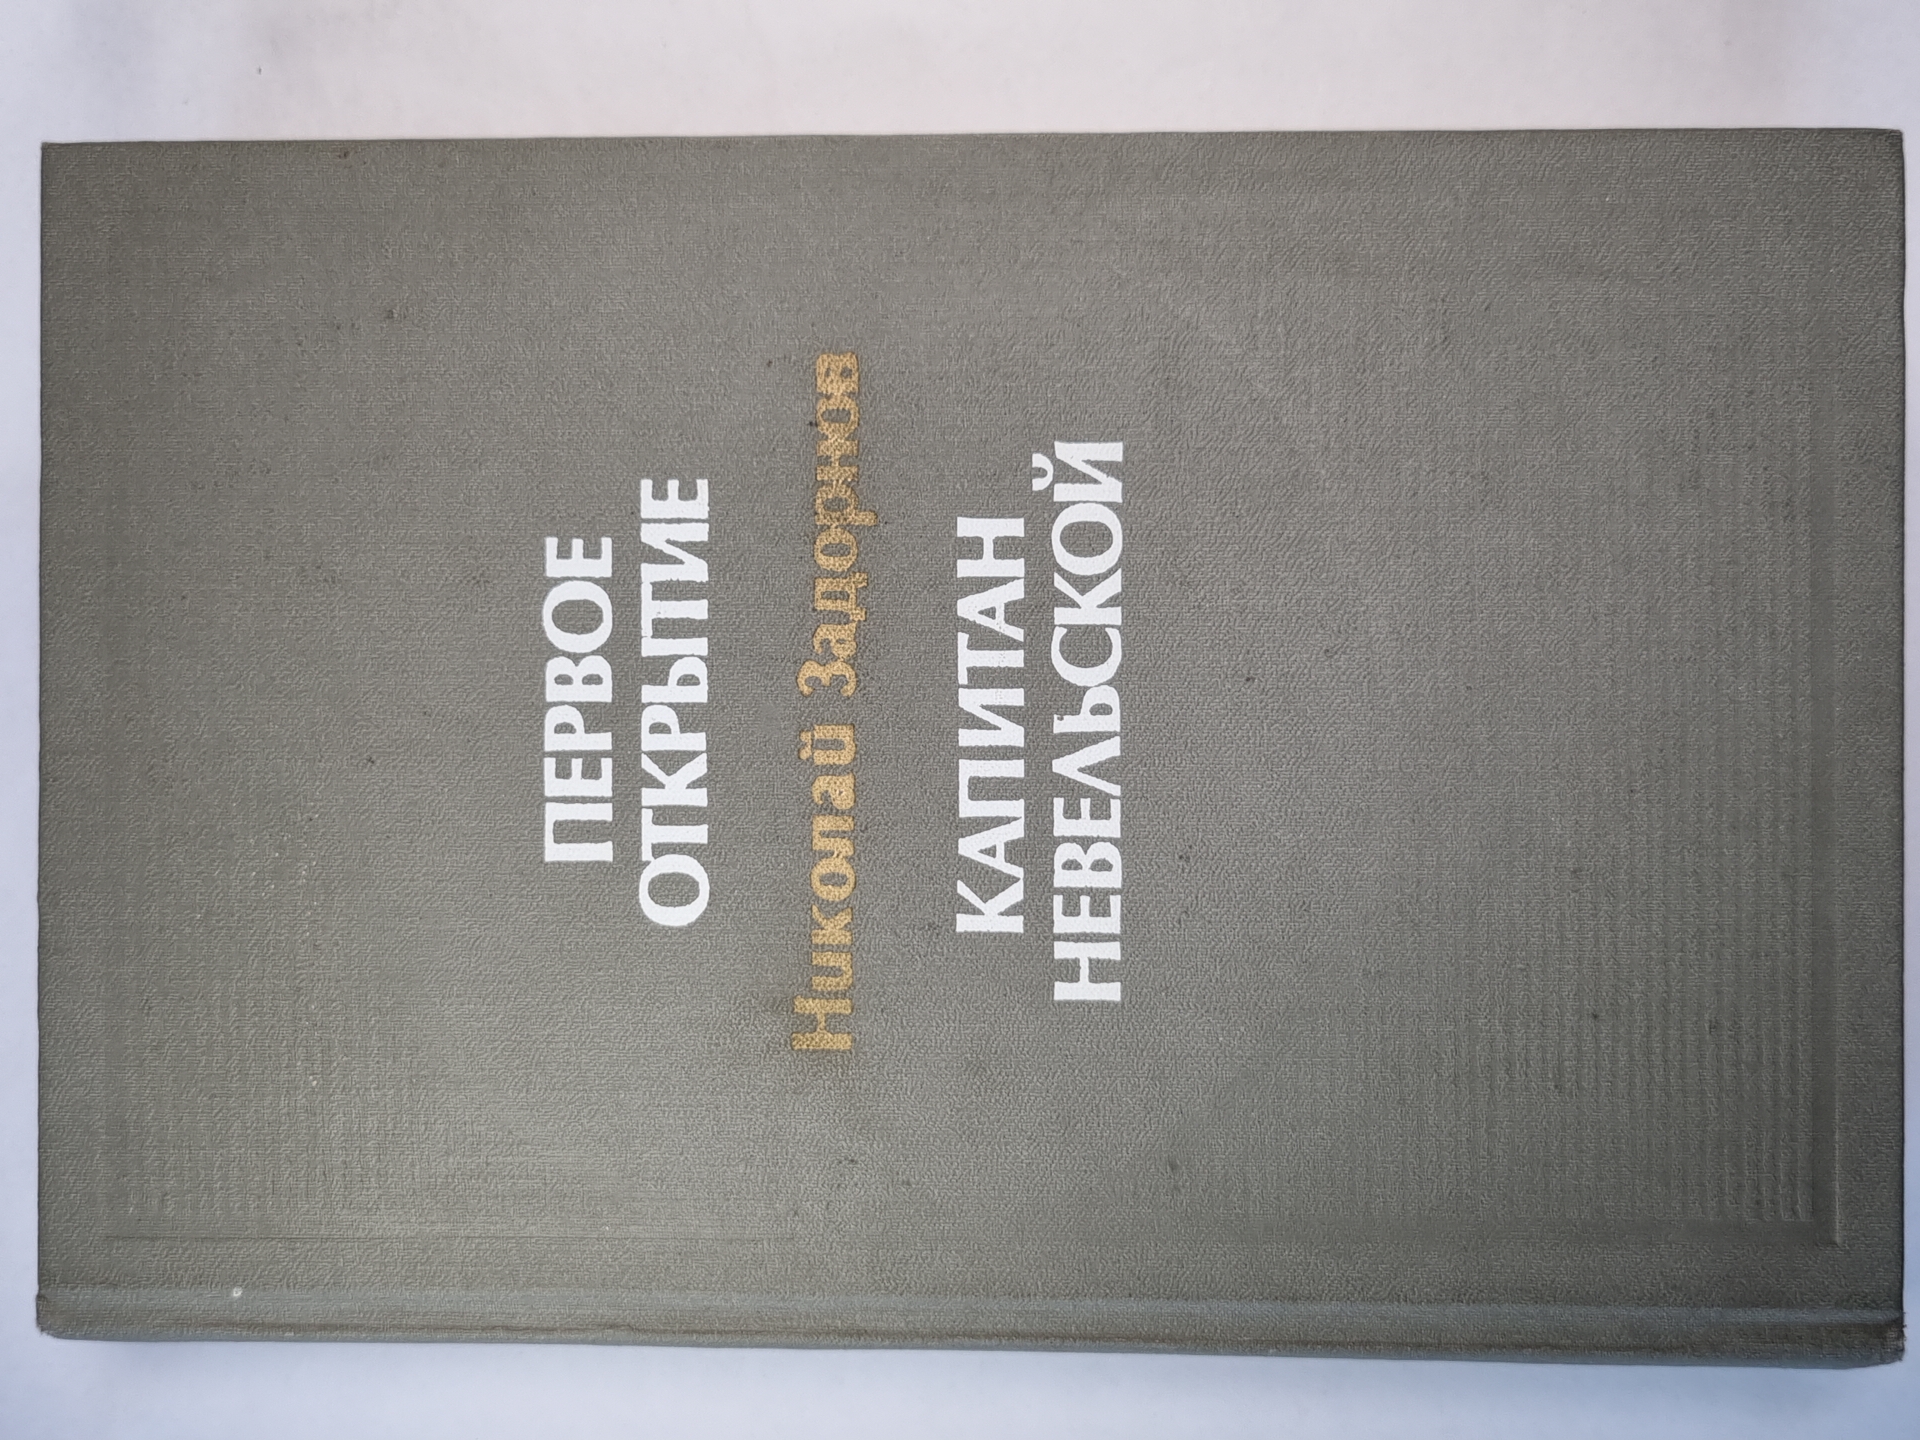 ПЕРВОЕ
ОТКРЫТИЕ
Николай Задорнов
КАПИТАН
НЕВЕЛЬСКОЙ